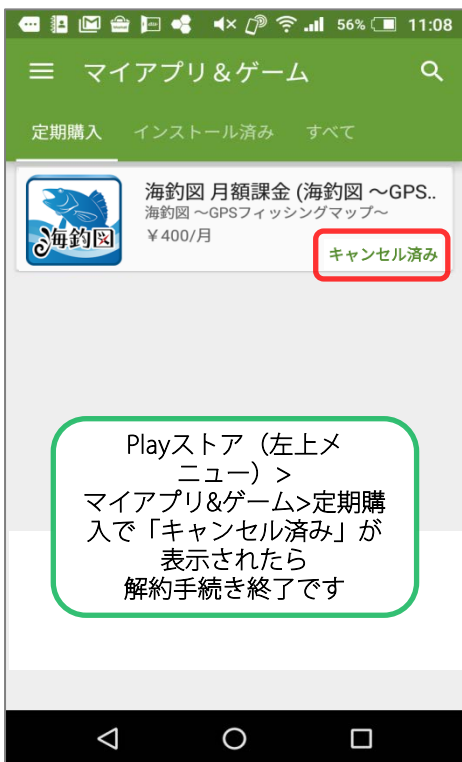 56% 11:08
マイアプリ＆ゲーム
定期購入 インストール済み すべて
海釣図 月額課金 (海釣図 ～GPS..
海釣図 ～GPSフィッシングマップ～
￥400/月
海釣図
キャンセル済み
Playストア（左上メ
ニュー）>
マイアプリ&ゲーム>定期購
入で「キャンセル済み」が
表示されたら
解約手続き終了です